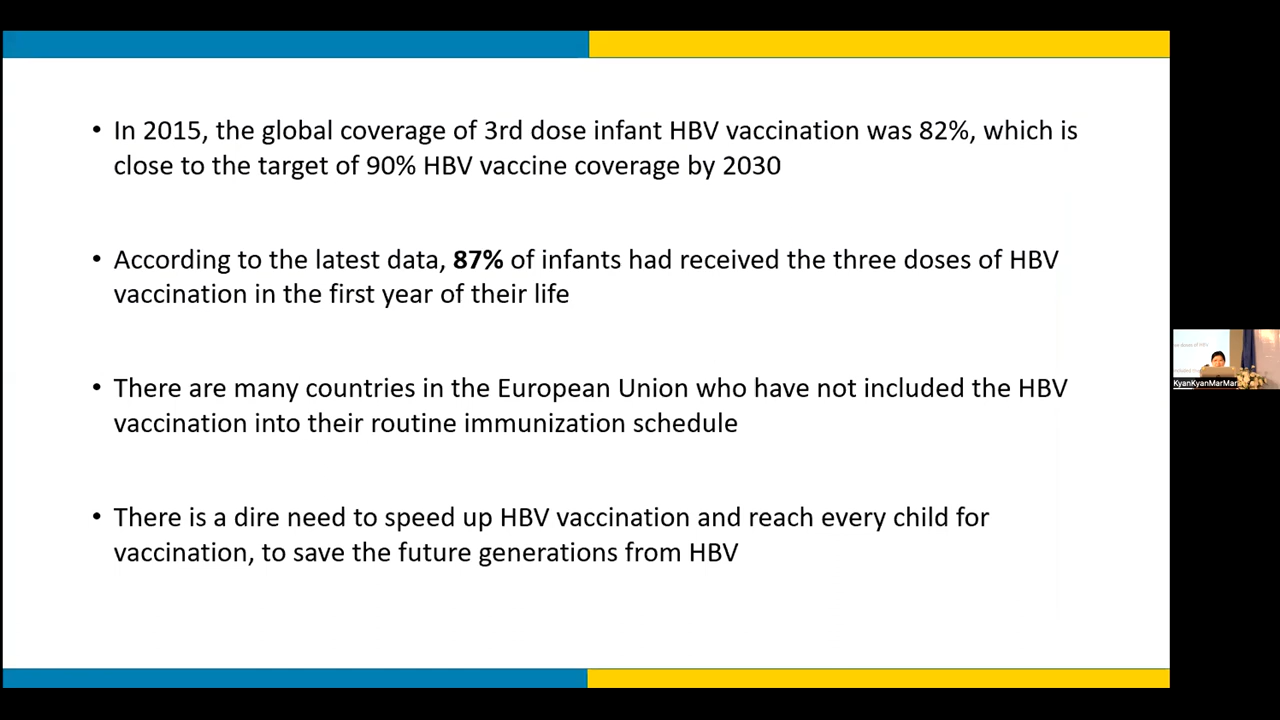 • In 2015, the global coverage of 3rd dose infant HBV vaccination was 82%, which is
close to the target of 90% HBV vaccine coverage by 2030
• According to the latest data, 87% of infants had received the three doses of HBV
vaccination in the first year of their life
• There are many countries in the European Union who have not included the HBV
vaccination into their routine immunization schedule
• There is a dire need to speed up HBV vaccination and reach every child for
vaccination, to save the future generations from HBV
KyanKyanMarMar